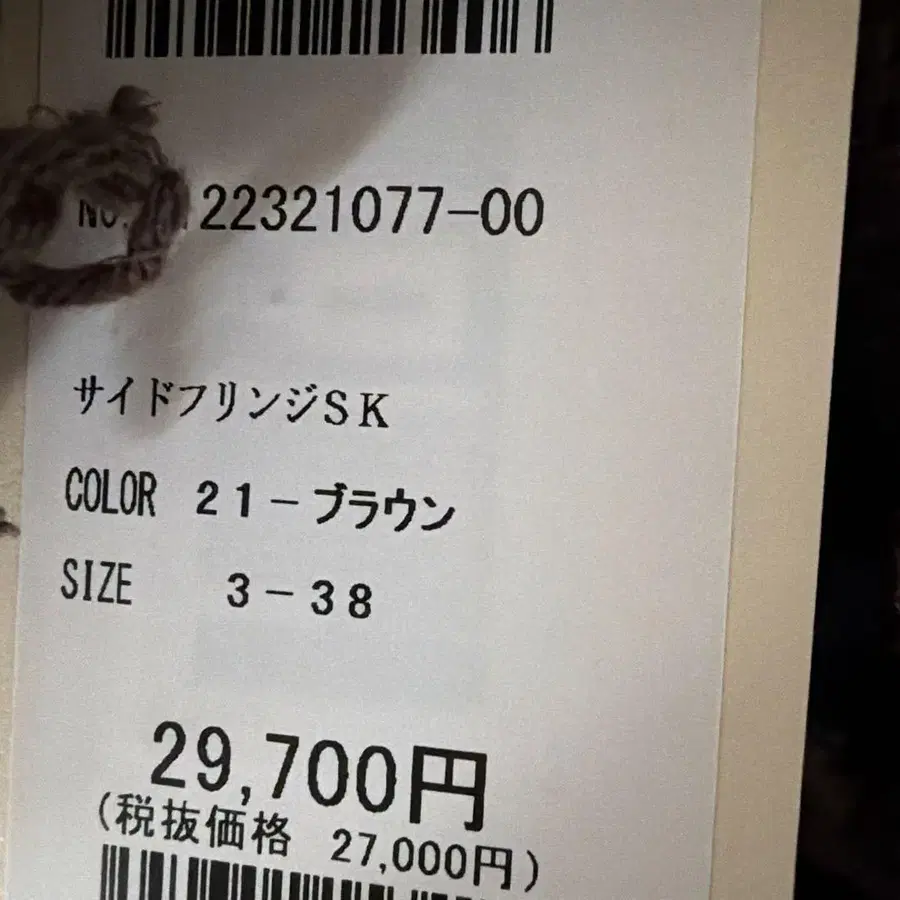 No. 22321077-00
サイドフリンジSK
COLOR 21-ブラウン
SIZE 3-38
29,700円
(税抜価格 27,000円)